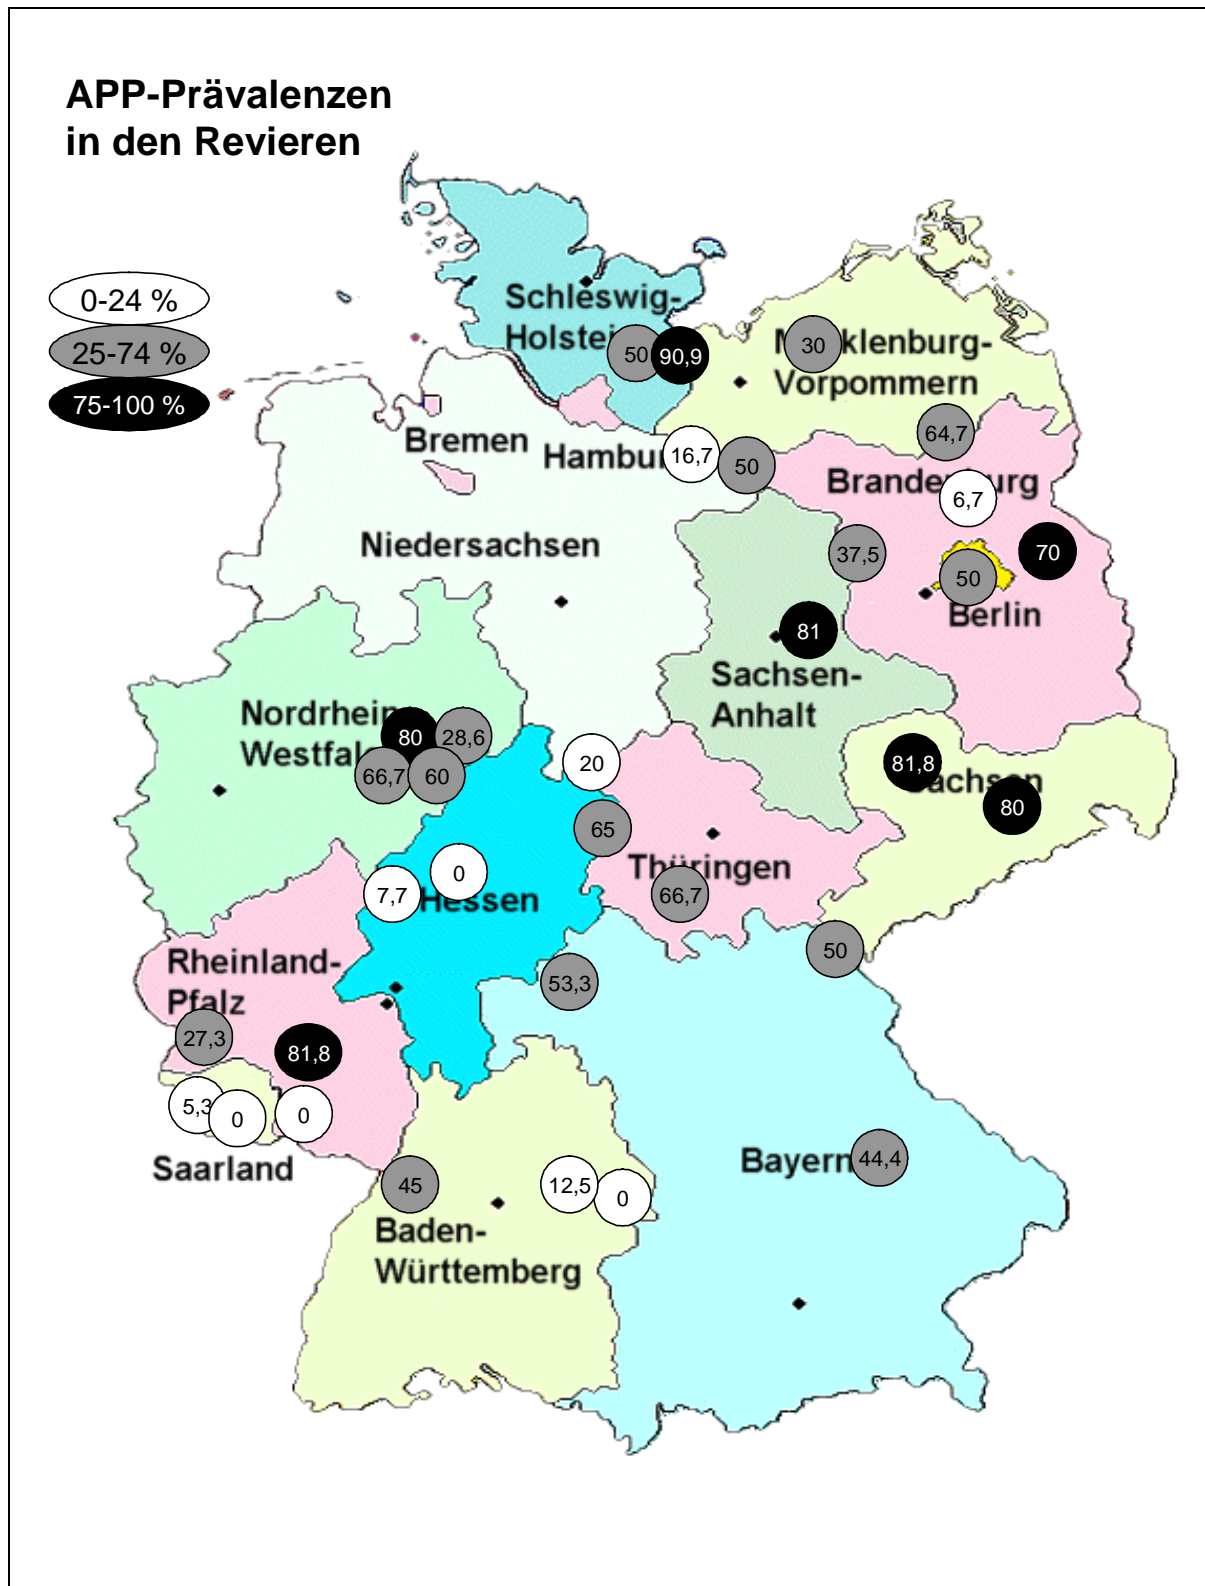 APP-Prävalenzen
in den Revieren
0-24 %
25-74 %
75-100 %
Schleswig-
Holstei
50
90,9
M klenburg-
Vorpommern
30
64,7
Bremen
Hambur
16,7
50
Brande urg
6,7
Niedersachsen
37,5
70
50
Berlin
81
Sachsen-
Anhalt
Nordrhein
Westfal
80
28,6
66,7
60
20
81,8
achsen
80
65
Thüringen
66,7
0
7,7
Hessen
50
Rheinland-
Pfalz
53,3
27,3
81,8
5,3
0
0
Saarland
Bayern
44,4
45
12,5
0
Baden-
Württemberg